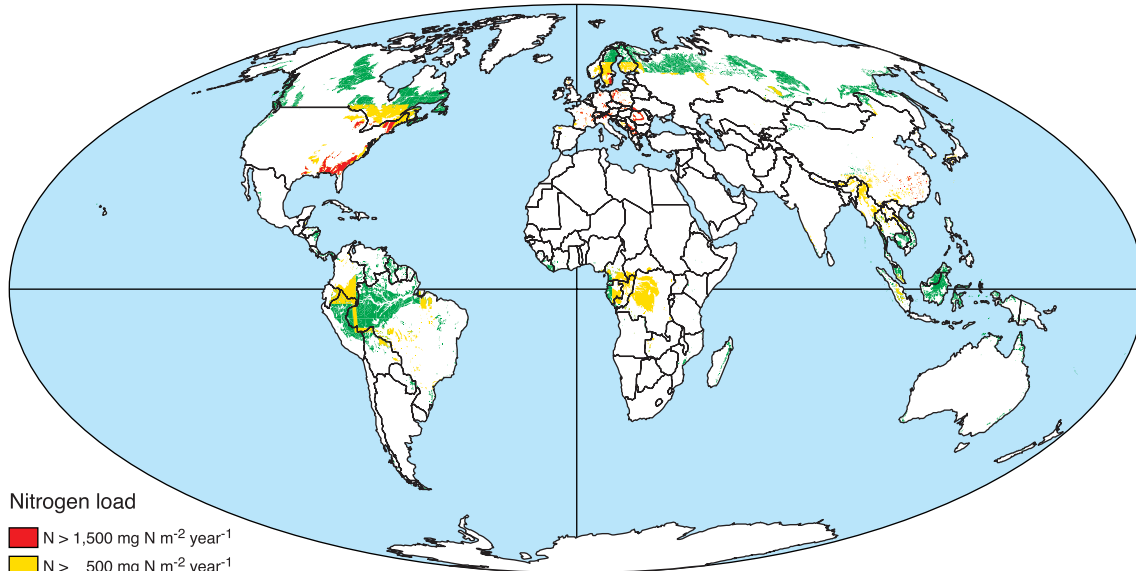 Nitrogen load
N > 1,500 mg N m⁻² year⁻¹
N > 500 mg N m⁻² year⁻¹